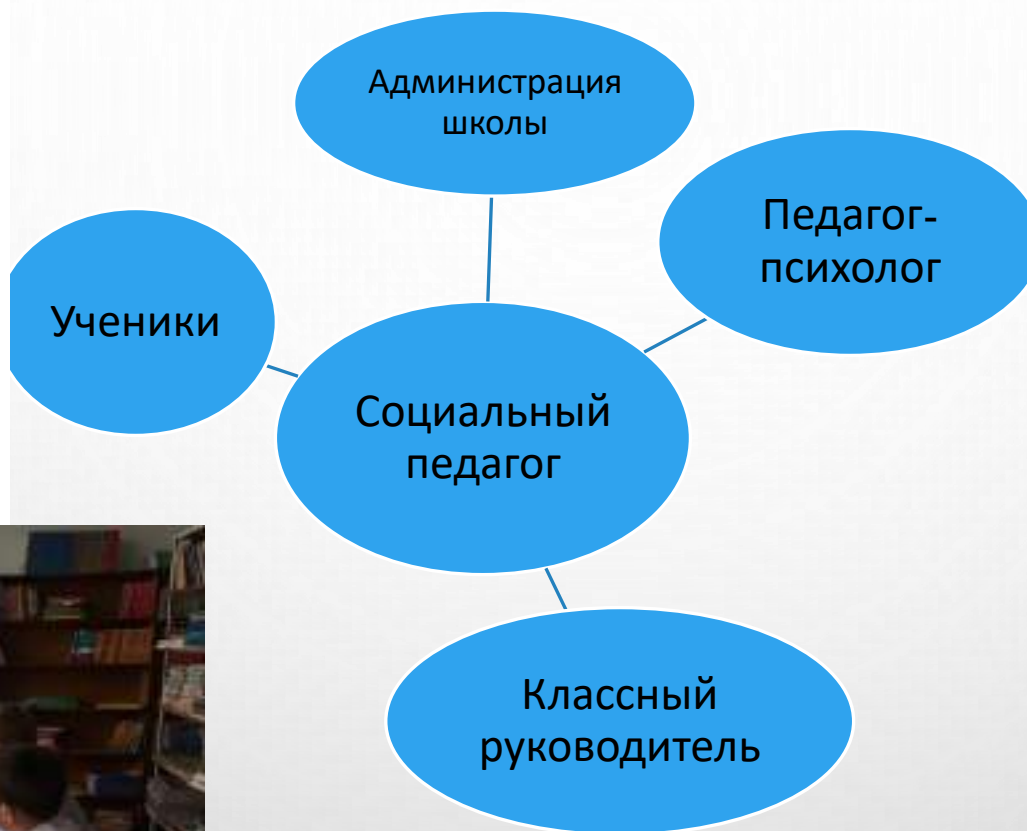 Администрация
школы
Педагог-
психолог
Ученики
Социальный
педагог
Классный
руководитель